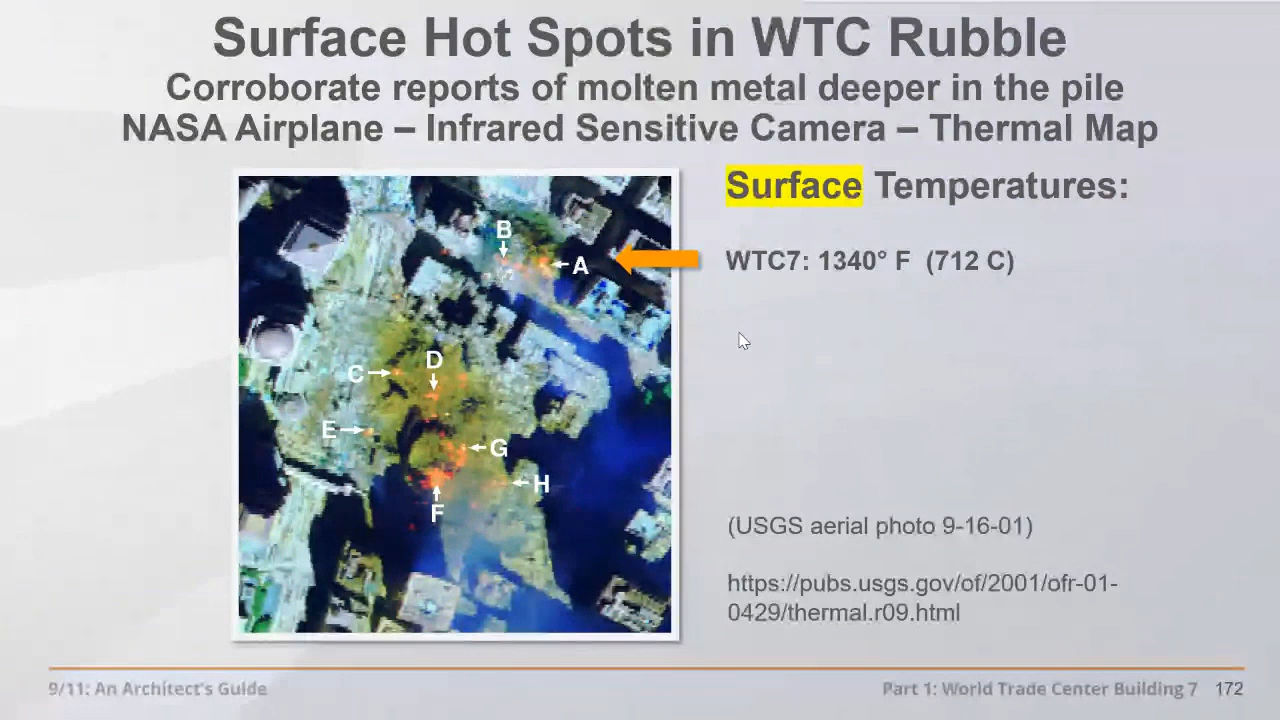 Surface Hot Spots in WTC Rubble
Corroborate reports of molten metal deeper in the pile
NASA Airplane – Infrared Sensitive Camera – Thermal Map
Surface Temperatures:
B
A
WTC7: 1340° F (712 C)
D
C
E
G
H
F
(USGS aerial photo 9-16-01)
https://pubs.usgs.gov/of/2001/ofr-01-
0429/thermal.r09.html
9/11: An Architect's Guide
Part 1: World Trade Center Building 7 172